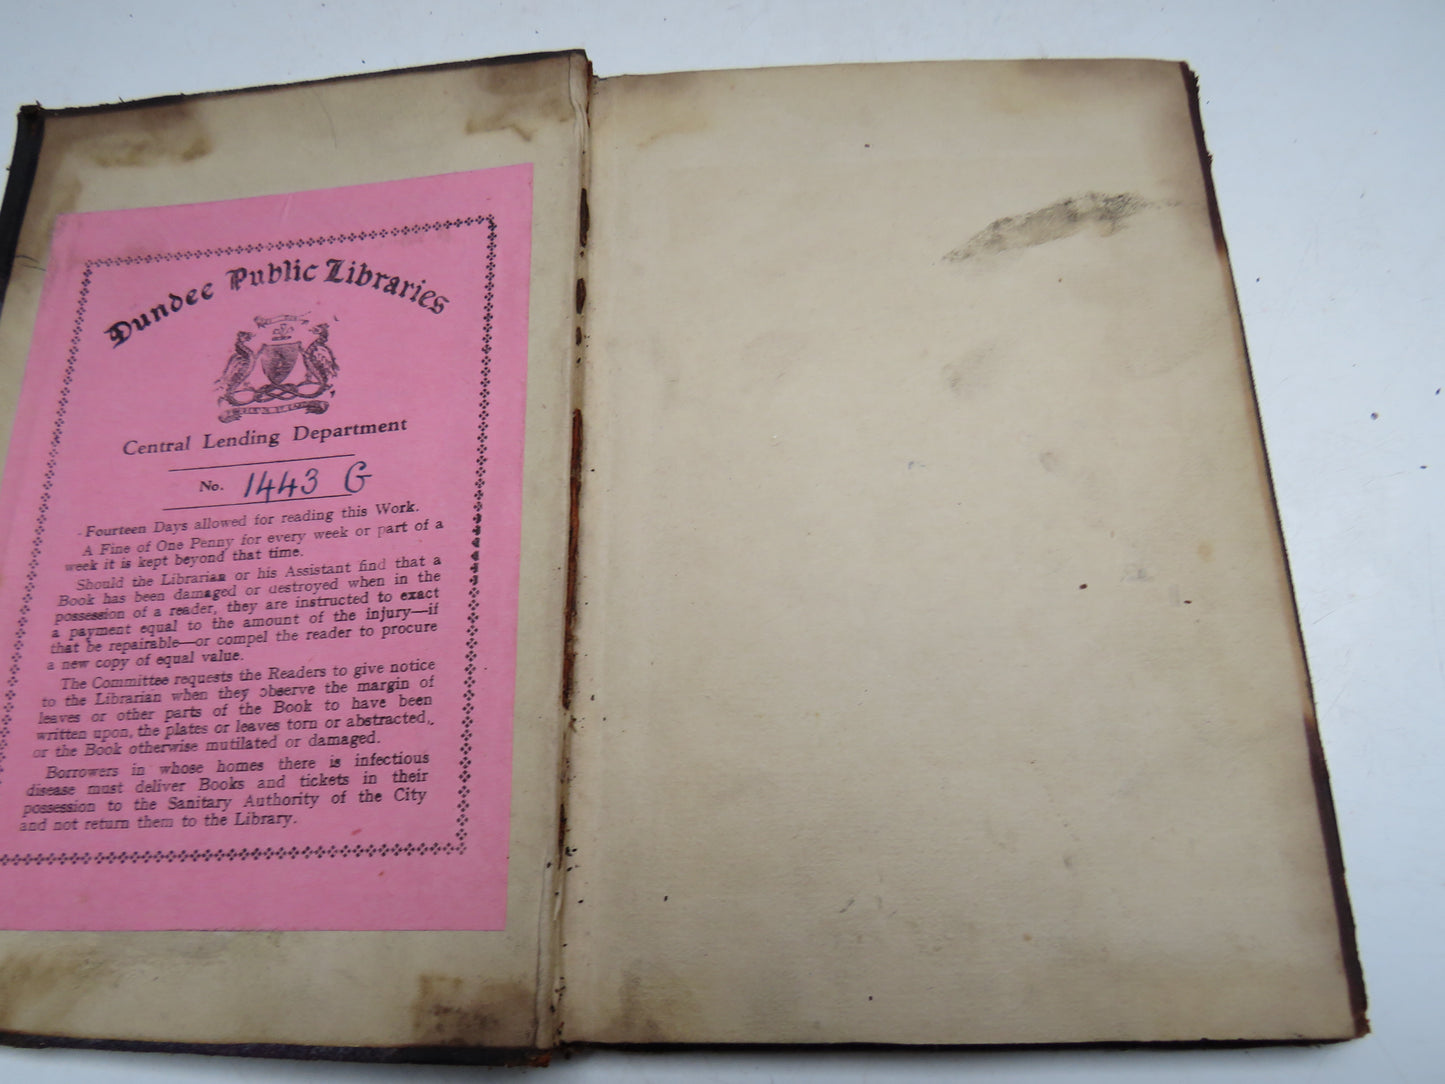 Dundee Public Libraries
Central Lending Department
No. 1443 G
Fourteen Days allowed for reading this Work.
A Fine of One Penny for every week or part of a
week it is kept beyond that time.
Should the Librarian or his Assistant find that a
Book has been damaged or destroyed when in the
possession of a reader, they are instructed to exact
a payment equal to the amount of the injury—if
that be repairable—or compel the reader to procure
a new copy of equal value.
The Committee requests the Readers to give notice
to the Librarian when they observe the margin of
leaves or other parts of the Book to have been
written upon, the plates or leaves torn or abstracted,
or the Book otherwise mutilated or damaged.
Borrowers in whose homes there is infectious
disease must deliver Books and tickets in their
possession to the Sanitary Authority of the City
and not return them to the Library.